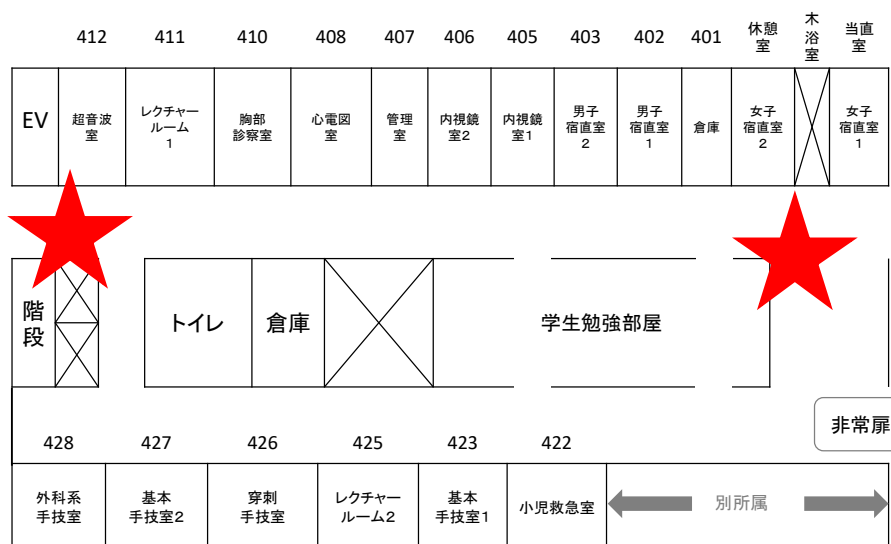 412 411 410 408 407 406 405 403 402 401 休憩室 木浴室 当直室
EV
超音波
室
レクチャー
ルーム
1
胸部
診察室
心電図
室
管理
室
内視鏡
室2
内視鏡
室1
男子
宿直室
2
男子
宿直室
1
倉庫
女子
宿直室
2
女子
宿直室
1
階段
トイレ
倉庫
学生勉強部屋
非常扉
428 427 426 425 423 422
外科系
手技室
基本
手技室2
穿刺
手技室
レクチャー
ルーム2
基本
手技室1
小児救急室
別所属